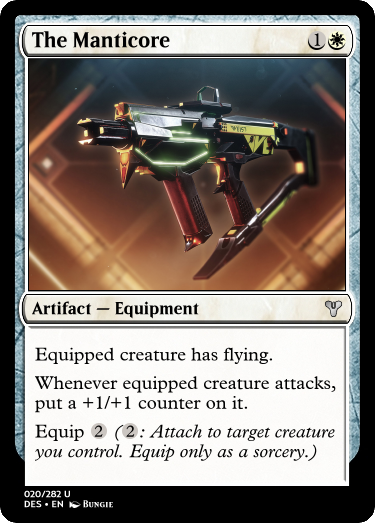 The Manticore 1
Artifact — Equipment
Equipped creature has flying.
Whenever equipped creature attacks,
put a +1/+1 counter on it.
Equip 2 (2: Attach to target creature
you control. Equip only as a sorcery.)
020/282 U
DES • EN Bungie